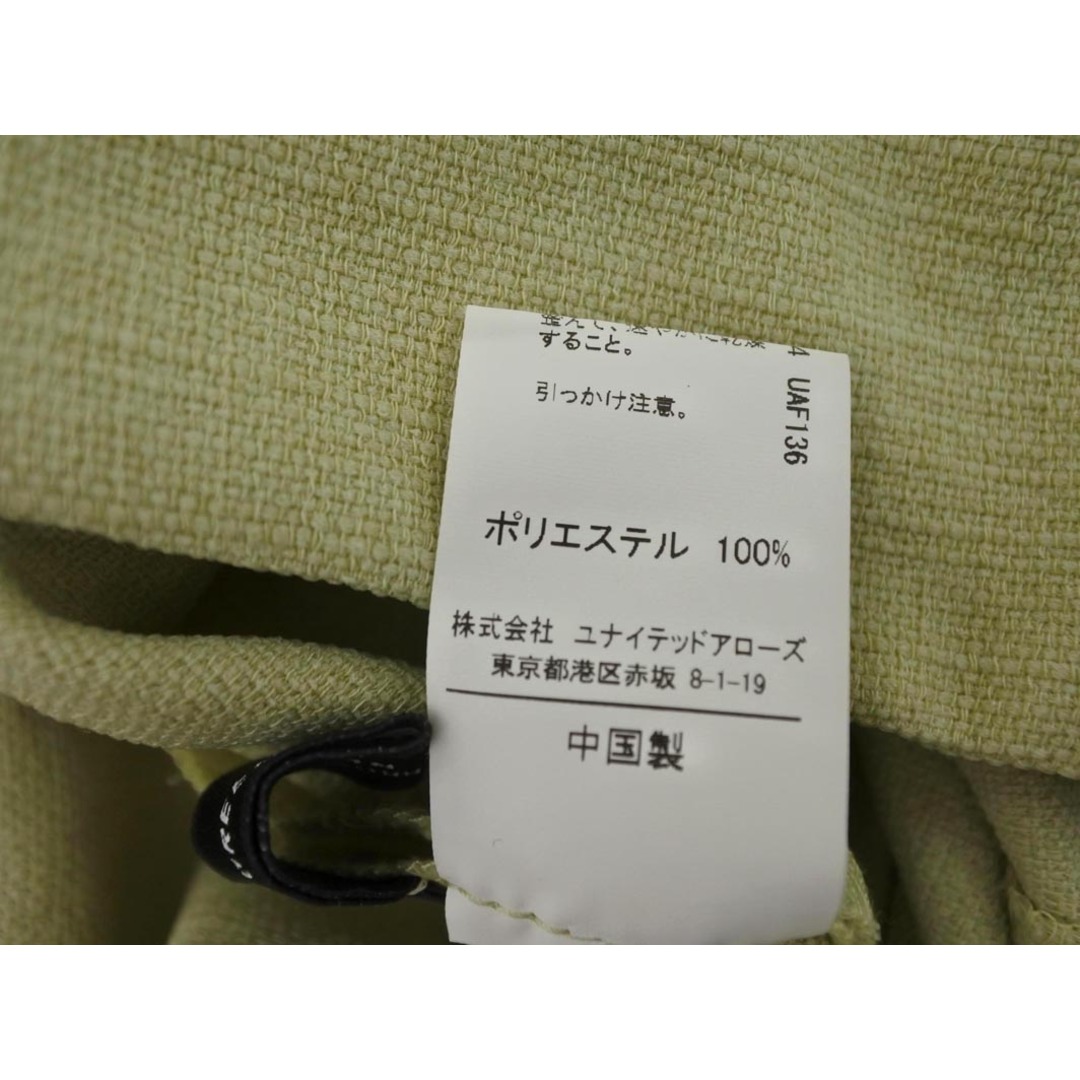 すること。
引っかけ注意。
4 UAF136
ポリエステル 100%
株式会社 ユナイテッドアローズ
東京都港区赤坂 8-1-19
中国製